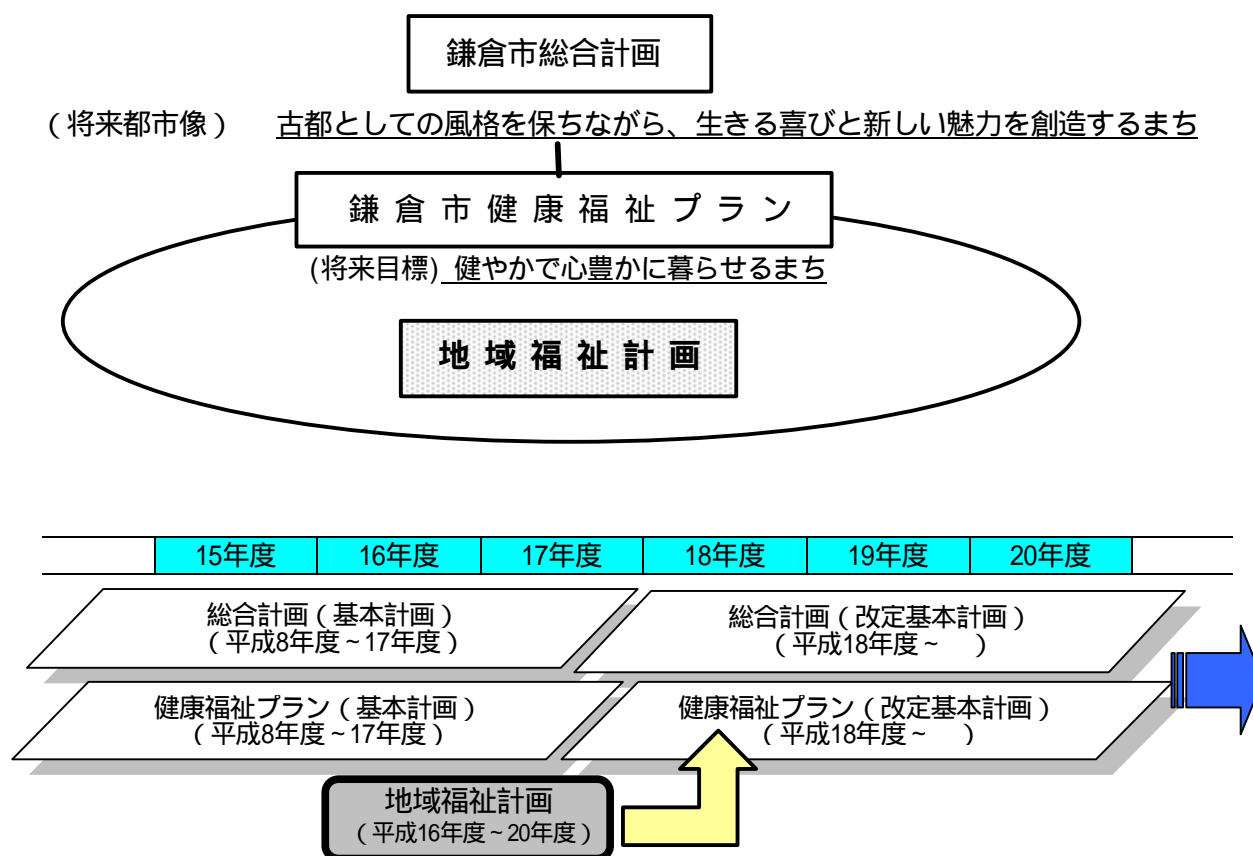 鎌倉市総合計画
(将来都市像) 古都としての風格を保ちながら、生きる喜びと新しい魅力を創造するまち
鎌倉市健康福祉プラン
(将来目標) 健やかで心豊かに暮らせるまち
地域福祉計画
15年度 16年度 17年度 18年度 19年度 20年度
総合計画(基本計画)
(平成8年度~17年度)
総合計画(改定基本計画)
(平成18年度~ )
健康福祉プラン(基本計画)
(平成8年度~17年度)
健康福祉プラン(改定基本計画)
(平成18年度~ )
地域福祉計画
(平成16年度~20年度)